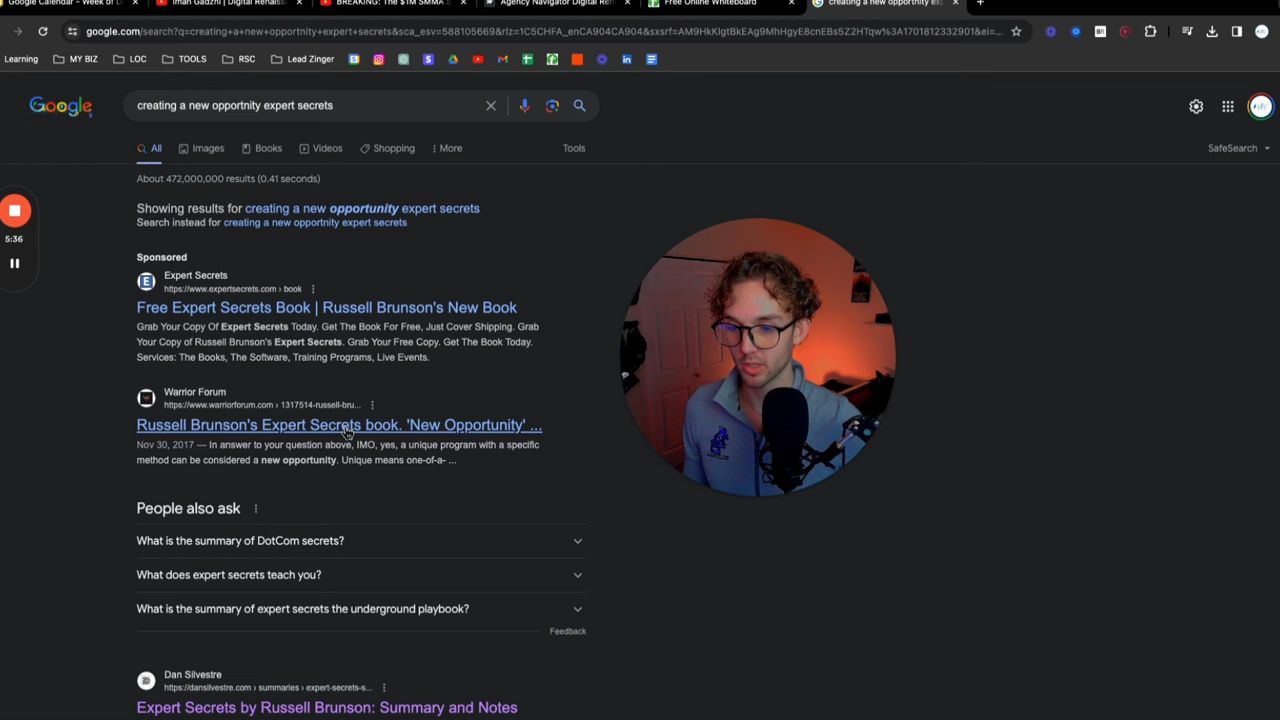 Google Calendar - Week of D
Iman Gadzhi | Digital Renaiss
BREAKING: The $1M SMMA S
Agency Navigator Digital Ren
Free Online Whiteboard
creating a new opportnity exp
google.com/search?q=creating+a+new+opportnity+expert+secrets&sca_esv=588105669&rlz=1C5CHFA_enCA904CA904&sxsrf=AM9HkKlgtBkEAg9MhHgyE8cnEBs5Z2HTqw%3A1701812332901&ei=...
Learning MY BIZ LOC TOOLS RSC Lead Zinger
Google creating a new opportnity expert secrets
All Images Books Videos Shopping More Tools SafeSearch
About 472,000,000 results (0.41 seconds)
Showing results for creating a new opportunity expert secrets
Search instead for creating a new opportnity expert secrets
5:36
Sponsored
Expert Secrets
https://www.expertsecrets.com › book
Free Expert Secrets Book | Russell Brunson's New Book
Grab Your Copy Of Expert Secrets Today. Get The Book For Free, Just Cover Shipping. Grab
Your Copy of Russell Brunson's Expert Secrets. Grab Your Free Copy. Get The Book Today.
Services: The Books, The Software, Training Programs, Live Events.
Warrior Forum
https://www.warriorforum.com › 1317514-russell-bru...
Russell Brunson's Expert Secrets book. 'New Opportunity' ...
Nov 30, 2017 — In answer to your question above, IMO, yes, a unique program with a specific
method can be considered a new opportunity. Unique means one-of-a- ...
People also ask
What is the summary of DotCom secrets?
What does expert secrets teach you?
What is the summary of expert secrets the underground playbook?
Feedback
Dan Silvestre
https://dansilvestre.com › summaries › expert-secrets-s...
Expert Secrets by Russell Brunson: Summary and Notes